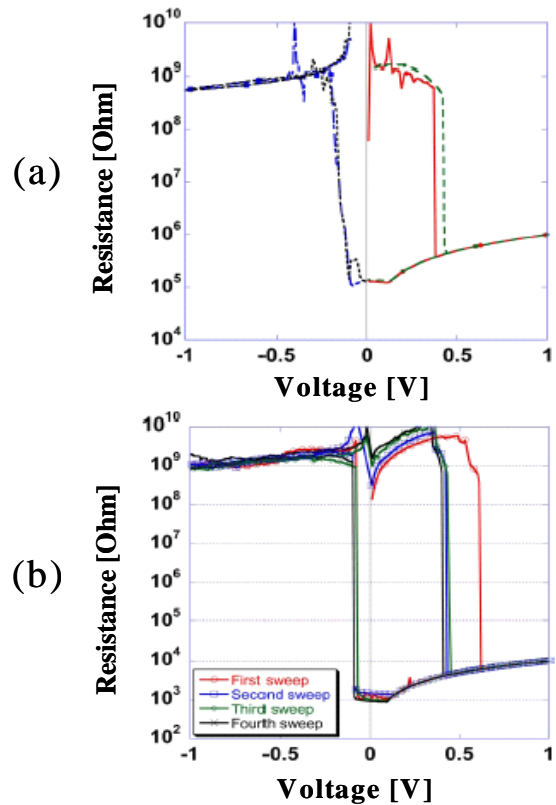 (a)
Resistance [Ohm]
10^10
10^9
10^8
10^7
10^6
10^5
10^4
-1 -0.5 0 0.5 1
Voltage [V]
(b)
Resistance [Ohm]
10^10
10^9
10^8
10^7
10^6
10^5
10^4
10^3
10^2
First sweep
Second sweep
Third sweep
Fourth sweep
-1 -0.5 0 0.5 1
Voltage [V]